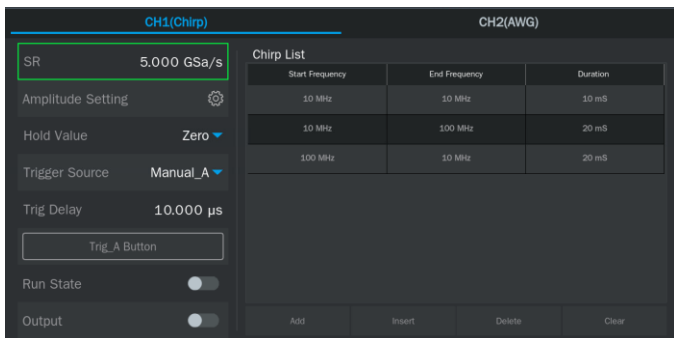 CH1(Chirp) CH2(AWG)
SR 5.000 GSa/s
Amplitude Setting
Hold Value Zero
Trigger Source Manual_A
Trig Delay 10.000 µs
Trig_A Button
Run State
Output
Chirp List
Start Frequency End Frequency Duration
10 MHz 10 MHz 10 mS
10 MHz 100 MHz 20 mS
100 MHz 10 MHz 20 mS
Add Insert Delete Clear